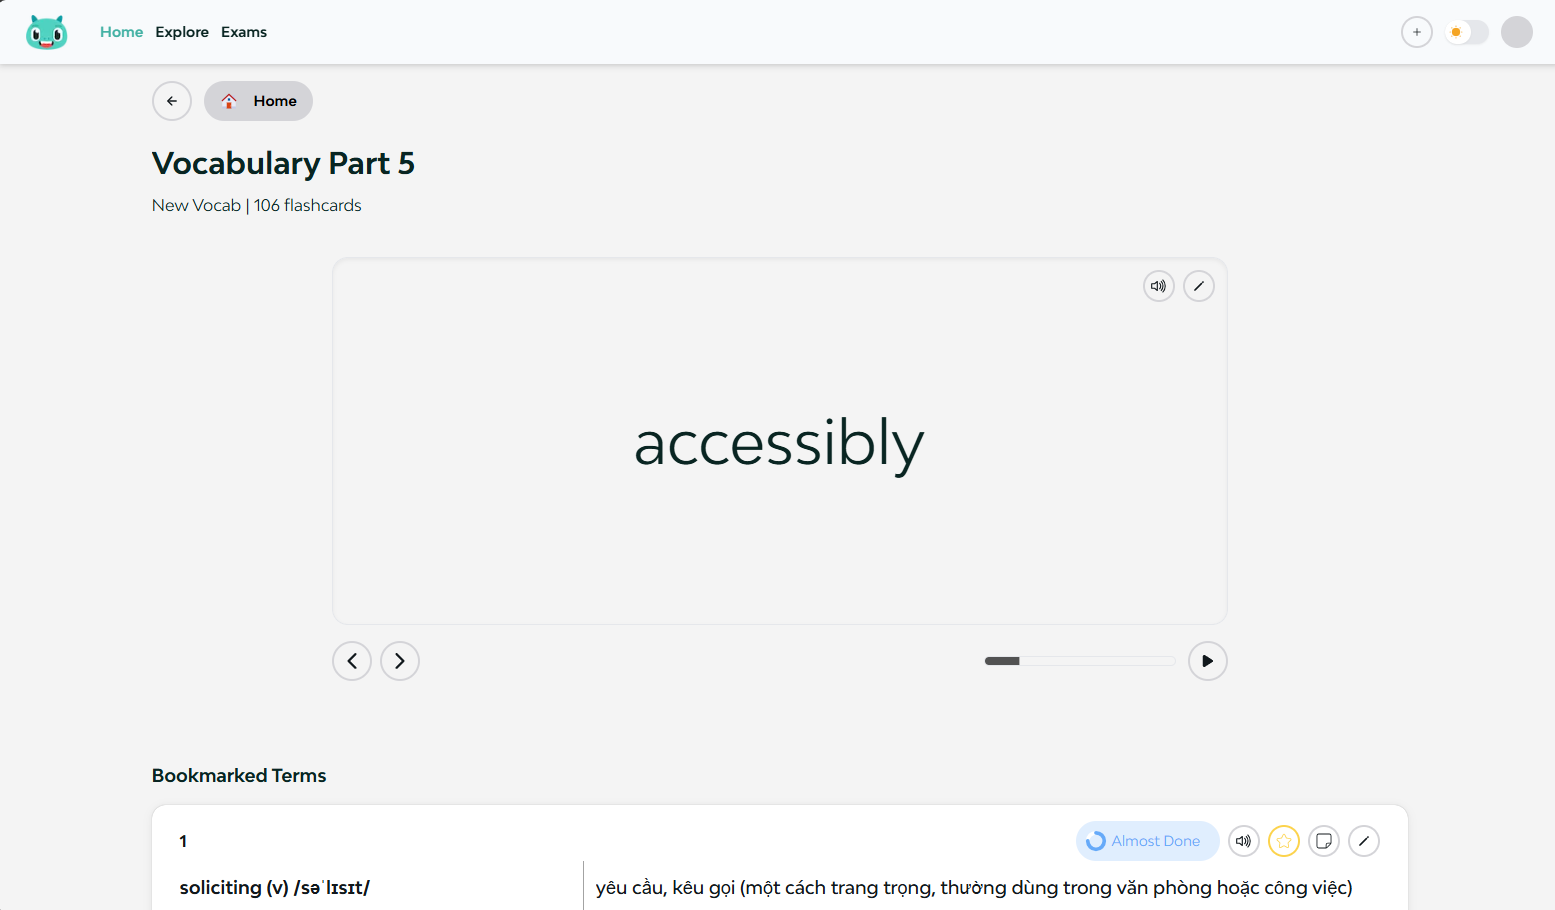 Home Explore Exams
Home
Vocabulary Part 5
New Vocab | 106 flashcards
accessibly
Bookmarked Terms
1
Almost Done
soliciting (v) /səˈlɪsɪt/
yêu cầu, kêu gọi (một cách trang trọng, thường dùng trong văn phòng hoặc công việc)